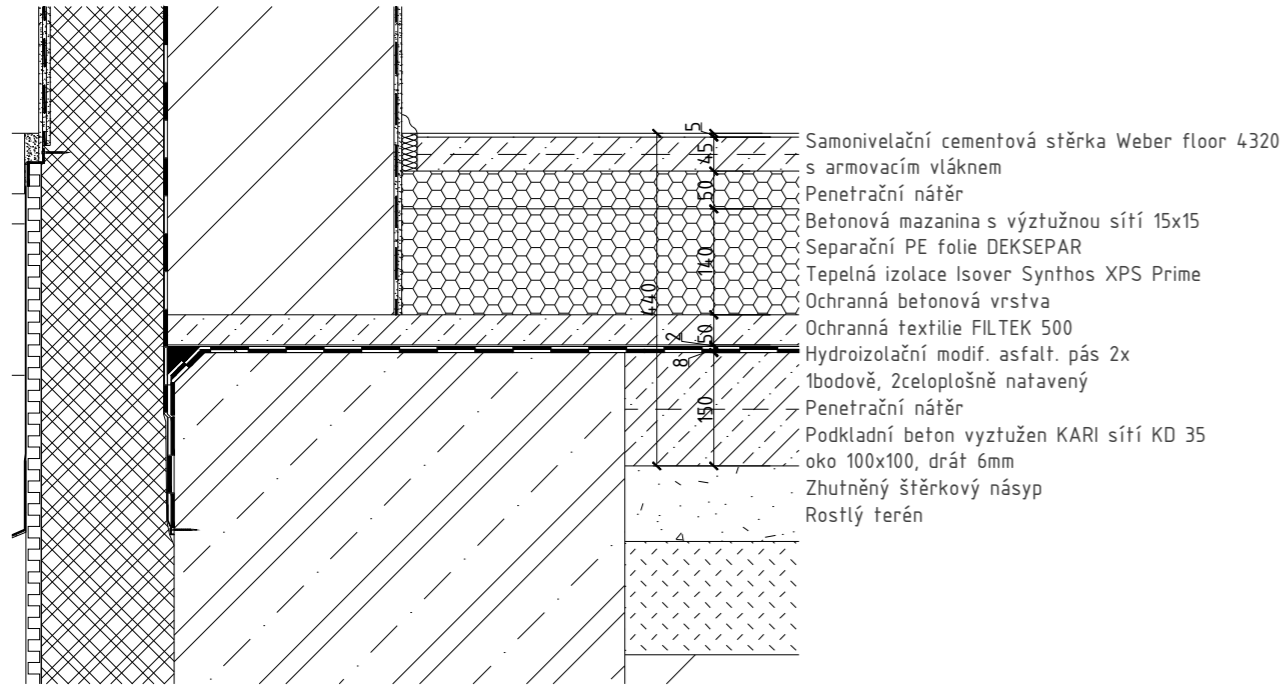 5
45
50
140
440
50
2
8
150
Samonivelační cementová stěrka Weber floor 4320
s armovacím vláknem
Penetrační nátěr
Betonová mazanina s výztužnou sítí 15x15
Separační PE folie DEKSEPAR
Tepelná izolace Isover Synthos XPS Prime
Ochranná betonová vrstva
Ochranná textilie FILTEK 500
Hydroizolační modif. asfalt. pás 2x
1bodově, 2celoplošně natavený
Penetrační nátěr
Podkladní beton vyztužen KARI sítí KD 35
oko 100x100, drát 6mm
Zhutněný štěrkový násyp
Rostlý terén